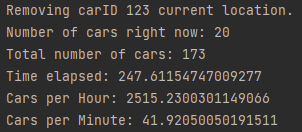 Removing carID 123 current location.
Number of cars right now: 20
Total number of cars: 173
Time elapsed: 247.61154747009277
Cars per Hour: 2515.2300301149066
Cars per Minute: 41.92050050191511